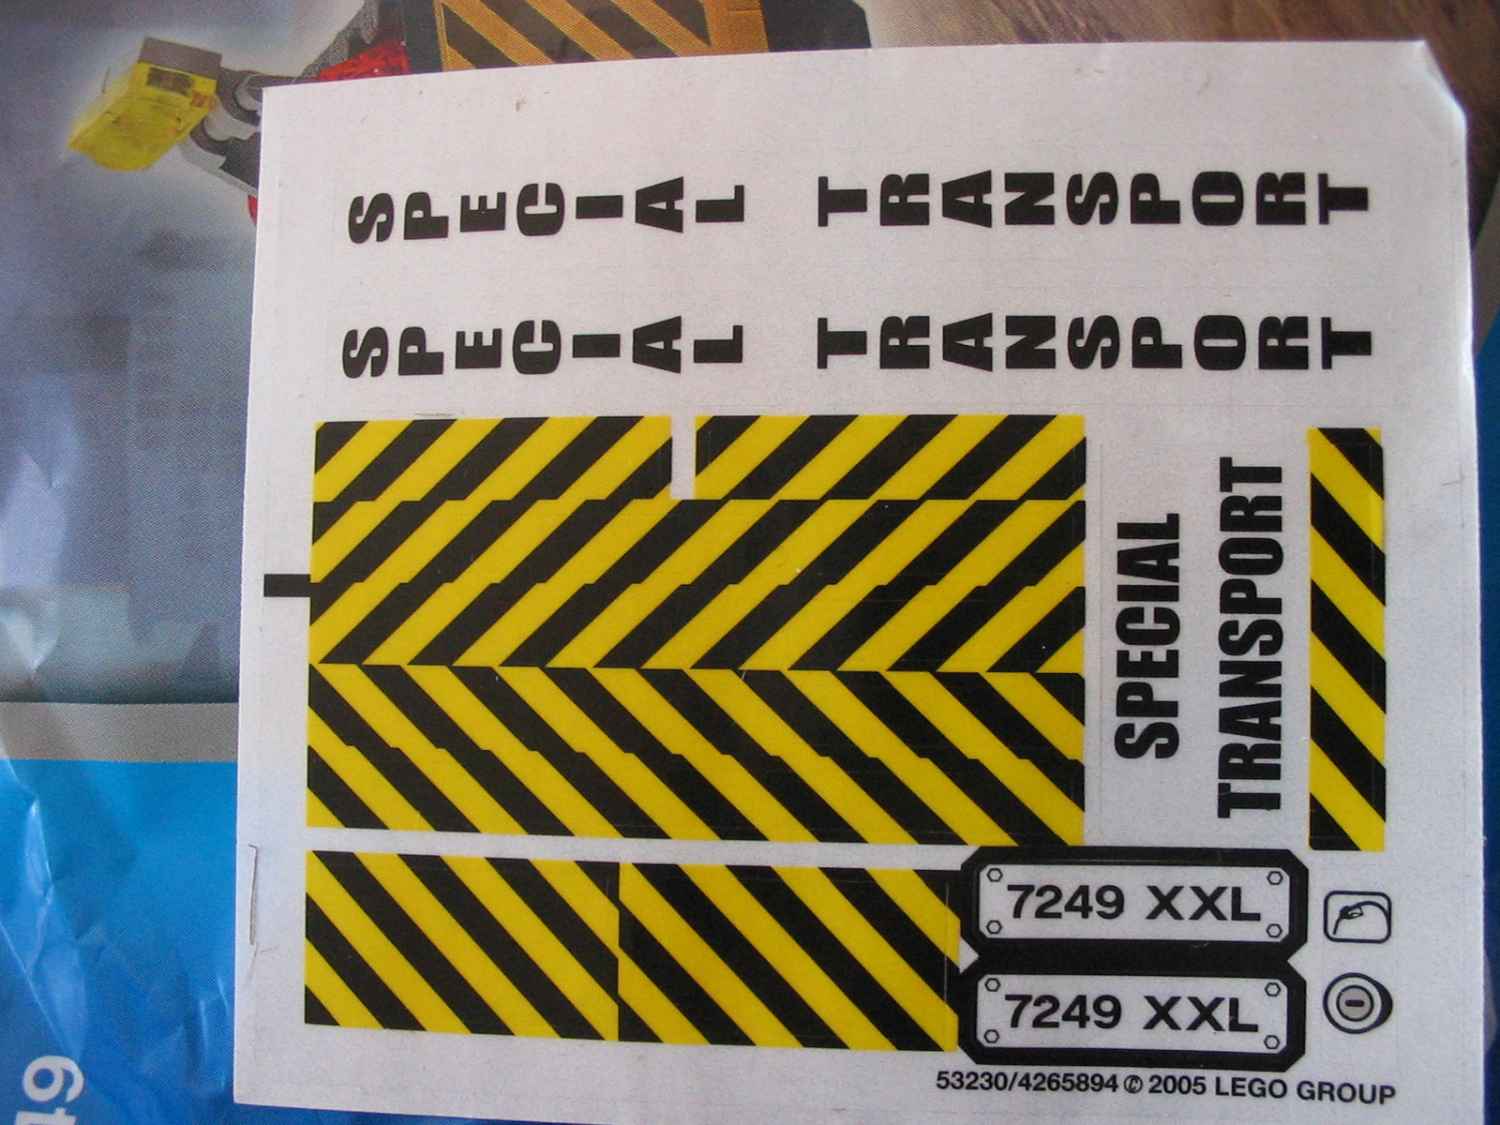 SPECIAL TRANSPORT
SPECIAL TRANSPORT
SPECIAL
TRANSPORT
7249 XXL
7249 XXL
53230/4265894 © 2005 LEGO GROUP